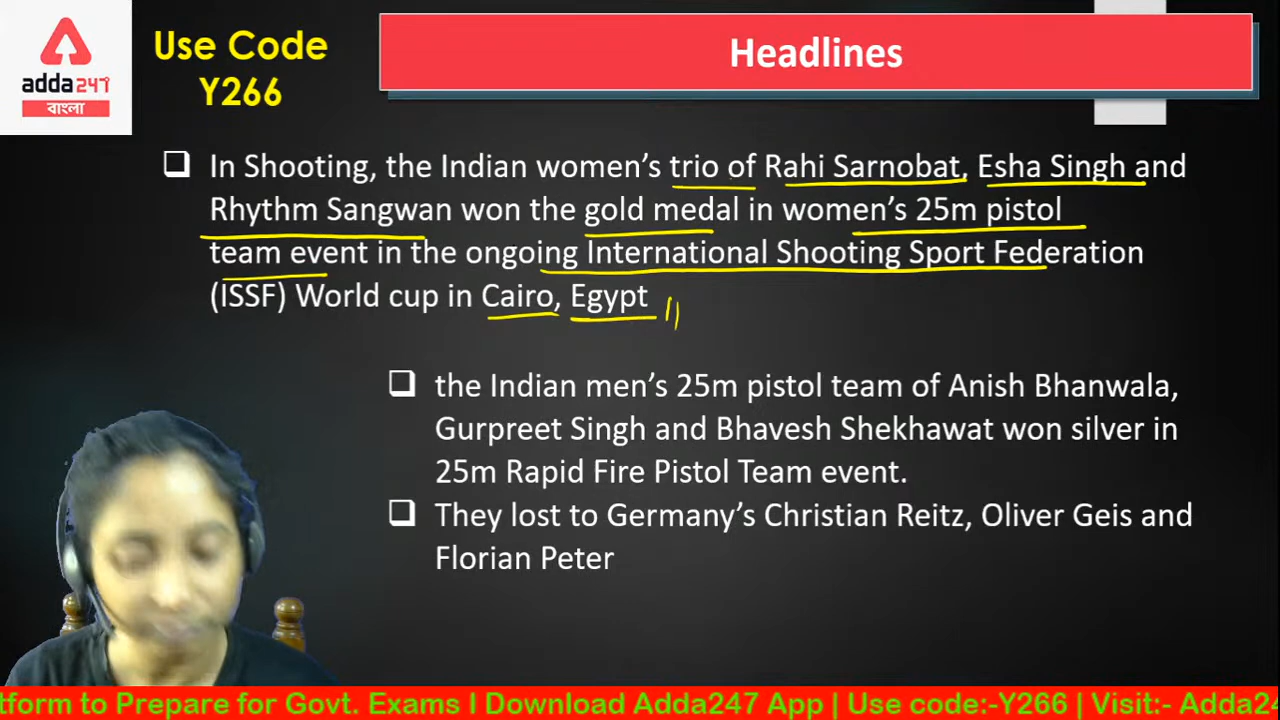 adda247
বাংলা
Use Code
Y266
Headlines
In Shooting, the Indian women's trio of Rahi Sarnobat, Esha Singh and
Rhythm Sangwan won the gold medal in women's 25m pistol
team event in the ongoing International Shooting Sport Federation
(ISSF) World cup in Cairo, Egypt
the Indian men's 25m pistol team of Anish Bhanwala,
Gurpreet Singh and Bhavesh Shekhawat won silver in
25m Rapid Fire Pistol Team event.
They lost to Germany's Christian Reitz, Oliver Geis and
Florian Peter
tform to Prepare for Govt. Exams I Download Adda247 App | Use code:-Y266 | Visit:- Adda24